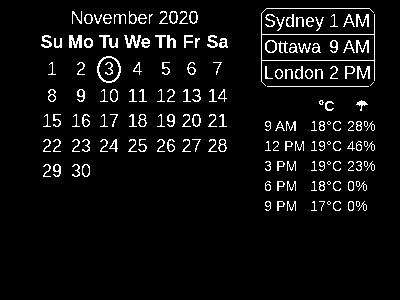 November 2020
Su Mo Tu We Th Fr Sa
1 2 3 4 5 6 7
8 9 10 11 12 13 14
15 16 17 18 19 20 21
22 23 24 25 26 27 28
29 30
Sydney 1 AM
Ottawa 9 AM
London 2 PM
°C ☂
9 AM 18°C 28%
12 PM 19°C 46%
3 PM 19°C 23%
6 PM 18°C 0%
9 PM 17°C 0%